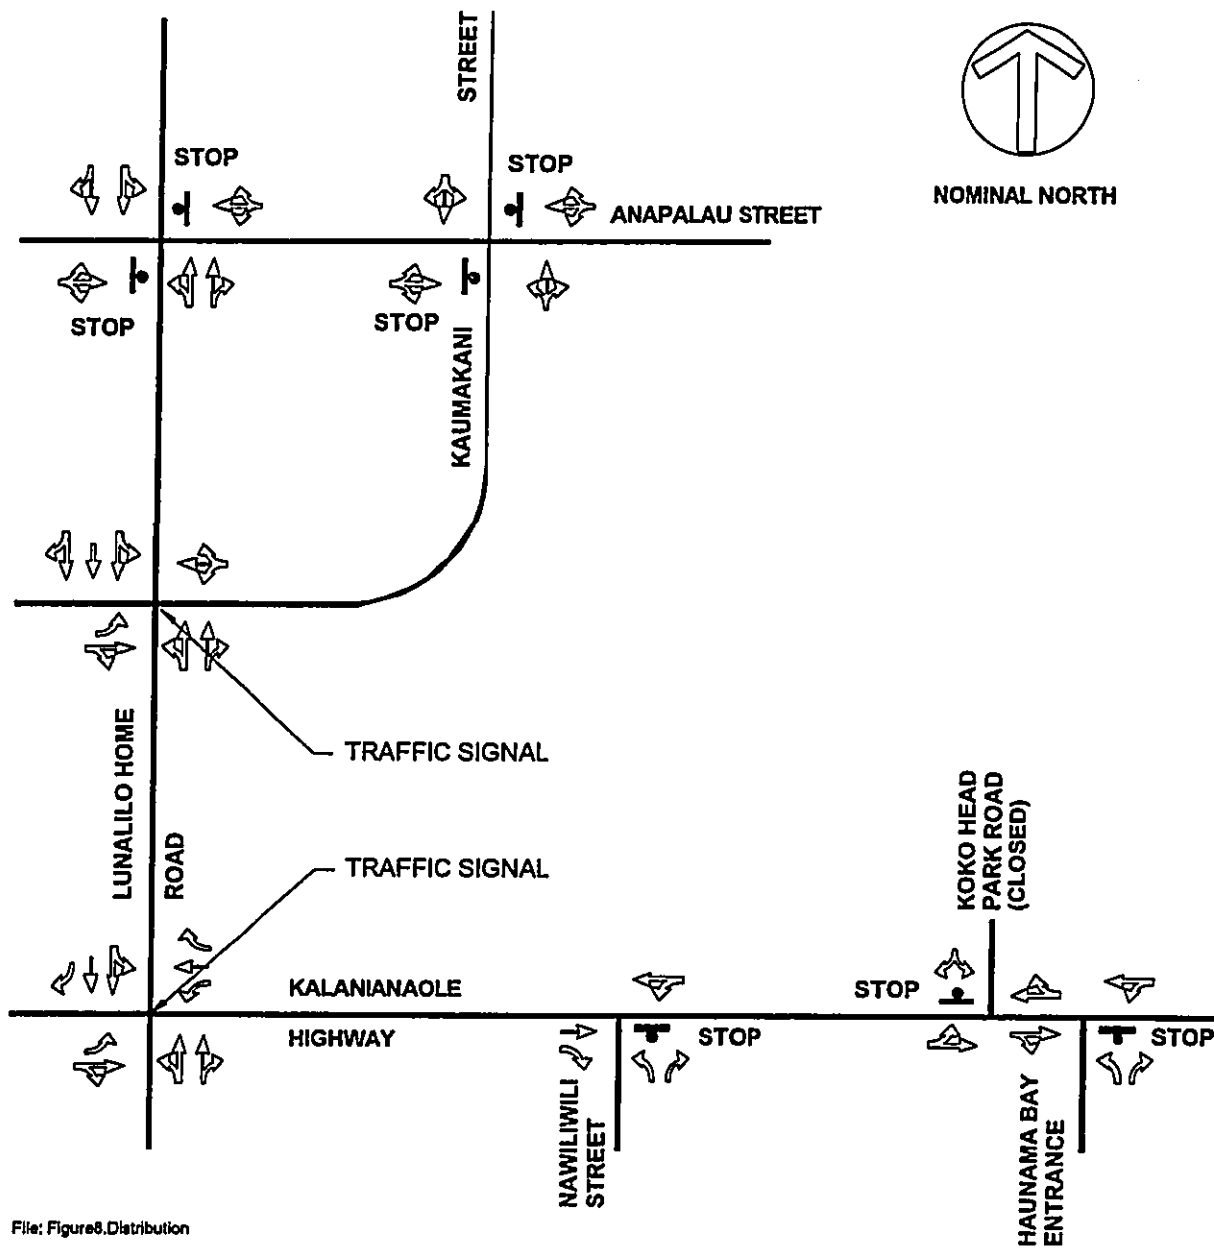 STREET
STOP
STOP
ANAPALAU STREET
NOMINAL NORTH
STOP
STOP
KAUMAKANI
LUNALILO HOME
ROAD
TRAFFIC SIGNAL
TRAFFIC SIGNAL
KOKO HEAD
PARK ROAD
(CLOSED)
KALANIANAOLE
HIGHWAY
STOP
STOP
STOP
NAWILIWILI
STREET
HAUNAMA BAY
ENTRANCE
File: Figure8.Distribution